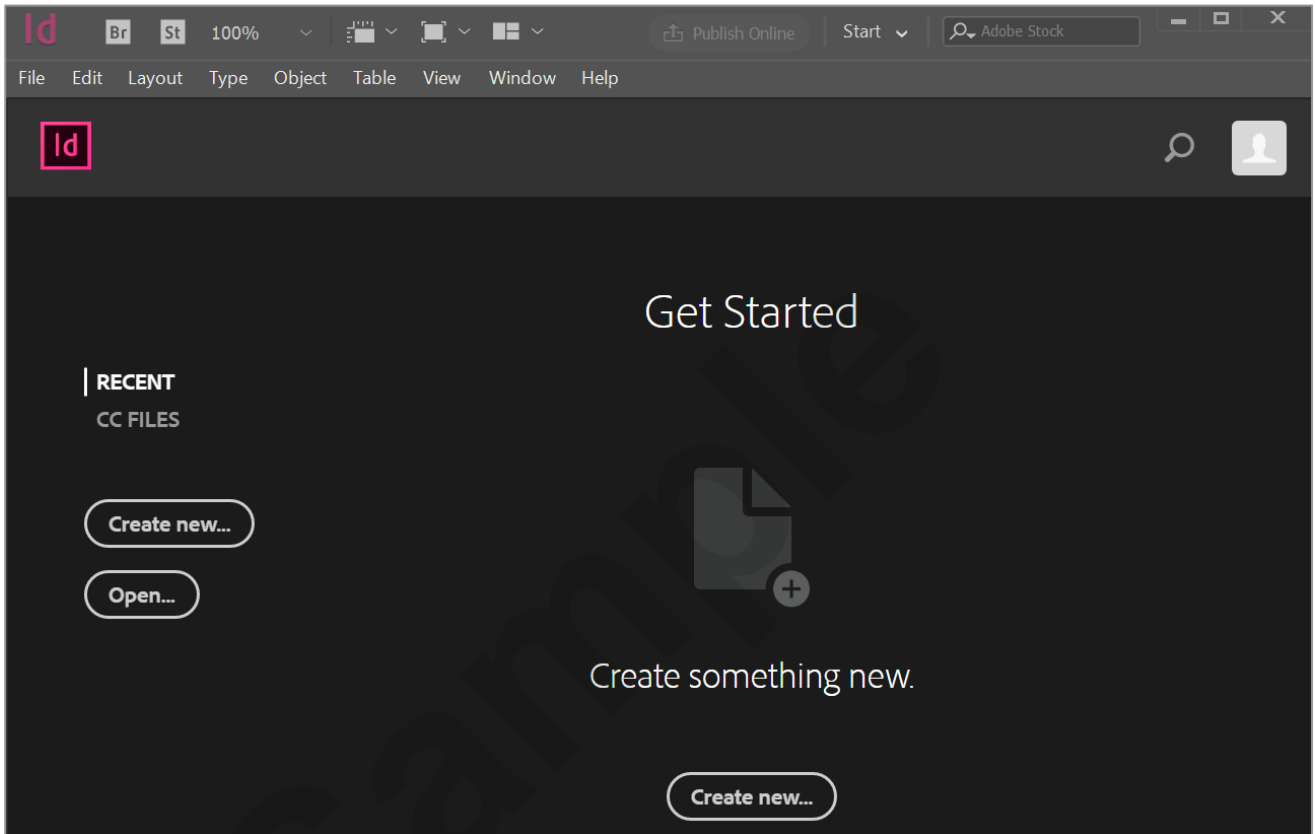 Id Br St 100% Publish Online Start Adobe Stock
File Edit Layout Type Object Table View Window Help
Id
Get Started
RECENT
CC FILES
Create new...
Open...
Create something new.
Create new...
Sample